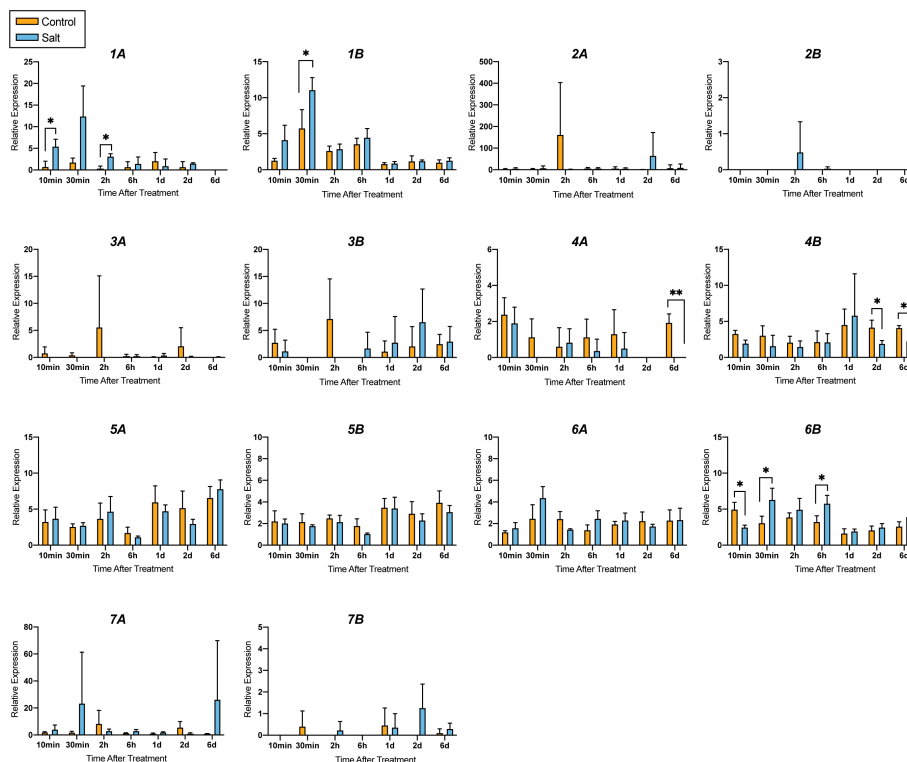 Control
Salt
1A
1B
2A
2B
Relative Expression
25
20
15
10
5
0
*
*
10min 30min 2h 6h 1d 2d 6d
Time After Treatment
Relative Expression
15
10
5
0
*
10min 30min 2h 6h 1d 2d 6d
Time After Treatment
Relative Expression
500
400
300
200
100
0
10min 30min 2h 6h 1d 2d 6d
Time After Treatment
Relative Expression
3
2
1
0
10min 30min 2h 6h 1d 2d 6d
Time After Treatment
3A
3B
4A
4B
Relative Expression
20
15
10
5
0
10min 30min 2h 6h 1d 2d 6d
Time After Treatment
Relative Expression
20
15
10
5
0
10min 30min 2h 6h 1d 2d 6d
Time After Treatment
Relative Expression
6
4
2
0
**
10min 30min 2h 6h 1d 2d 6d
Time After Treatment
Relative Expression
15
10
5
0
*
*
10min 30min 2h 6h 1d 2d 6d
Time After Treatment
5A
5B
6A
6B
Relative Expression
15
10
5
0
10min 30min 2h 6h 1d 2d 6d
Time After Treatment
Relative Expression
10
8
6
4
2
0
10min 30min 2h 6h 1d 2d 6d
Time After Treatment
Relative Expression
10
8
6
4
2
0
10min 30min 2h 6h 1d 2d 6d
Time After Treatment
Relative Expression
15
10
5
0
*
*
*
10min 30min 2h 6h 1d 2d 6d
Time After Treatment
7A
7B
Relative Expression
80
60
40
20
0
10min 30min 2h 6h 1d 2d 6d
Time After Treatment
Relative Expression
5
4
3
2
1
0
10min 30min 2h 6h 1d 2d 6d
Time After Treatment